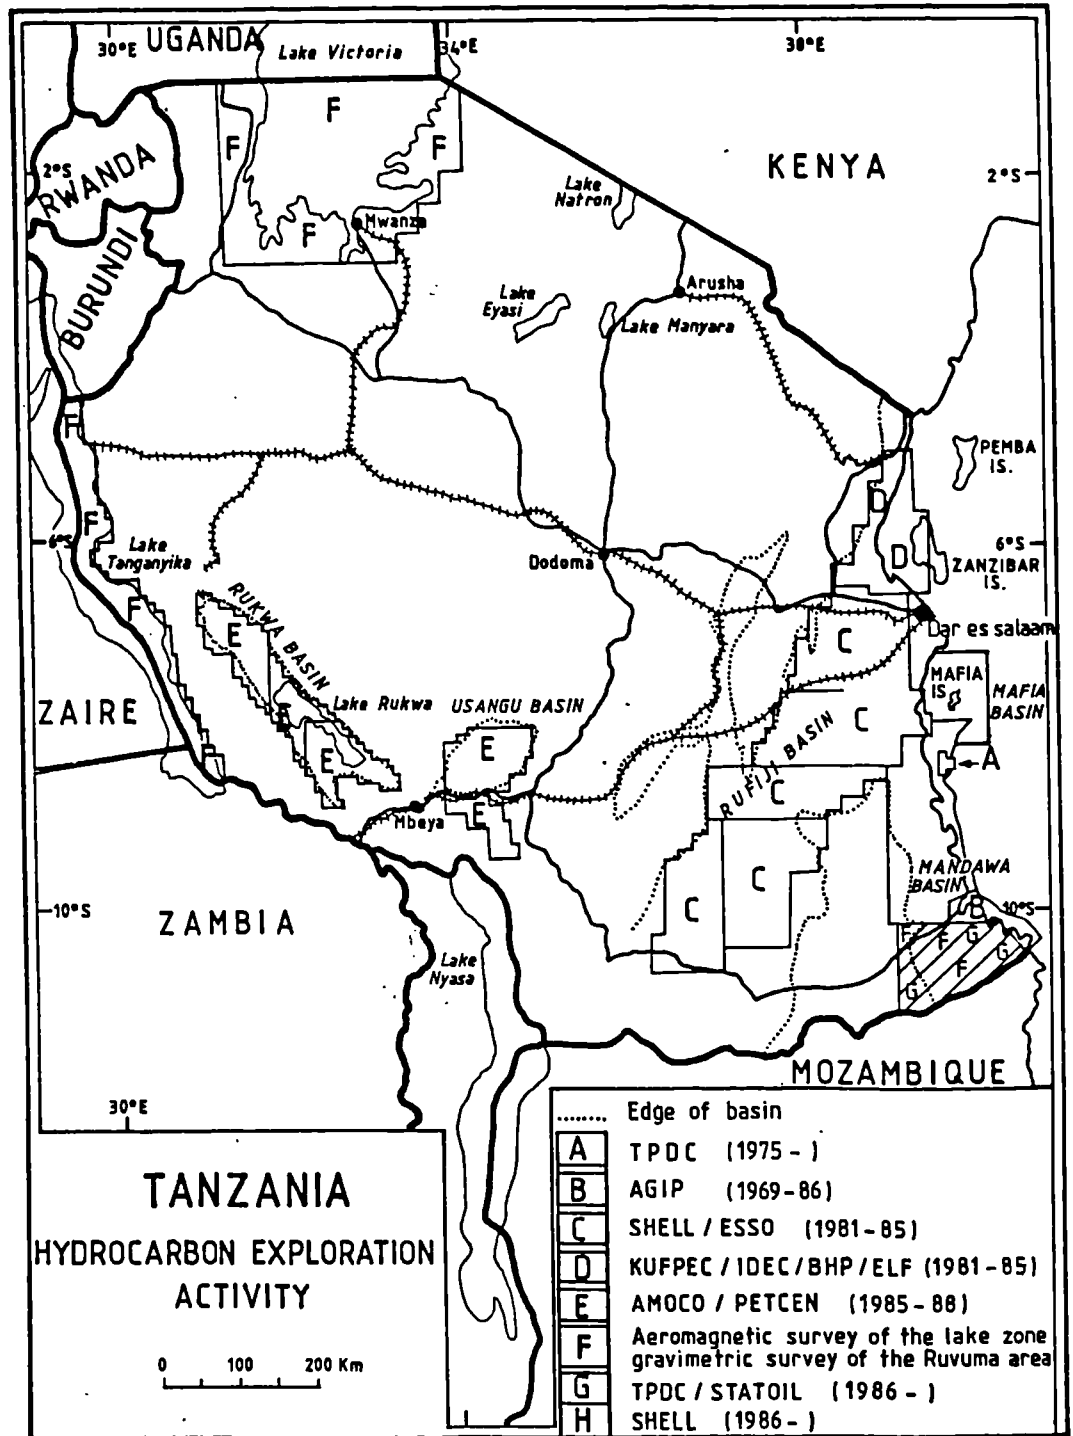 30°E
UGANDA
Lake Victoria
34°E
38°E
F
F
F
2°S
RWANDA
KENYA
2°S
Lake
Natron
Mwanza
F
BURUNDI
Arusha
Lake
Eyasi
Lake Manyara
H
PEMBA
IS.
D
F
6°S
Lake
Tanganyika
Dodoma
D
6°S
ZANZIBAR
IS.
F
RUKWA BASIN
E
C
Dar es salaam
ZAIRE
Lake Rukwa
USANGU BASIN
MAFIA
IS
MAFIA
BASIN
E
E
E
C
A
RUFIJI BASIN
C
Mbeya
E
MANDAWA
BASIN
C
C
B
10°S
10°S
ZAMBIA
F
F
G
G
F
G
Lake
Nyasa
MOZAMBIQUE
30°E
TANZANIA
HYDROCARBON EXPLORATION
ACTIVITY
0 100 200 Km
........ Edge of basin
A TPDC (1975 - )
B AGIP (1969-86)
C SHELL / ESSO (1981-85)
D KUFPEC / IDEC / BHP / ELF (1981-85)
E AMOCO / PETCEN (1985-88)
F Aeromagnetic survey of the lake zone
gravimetric survey of the Ruvuma area
G TPDC / STATOIL (1986 - )
H SHELL (1986 - )